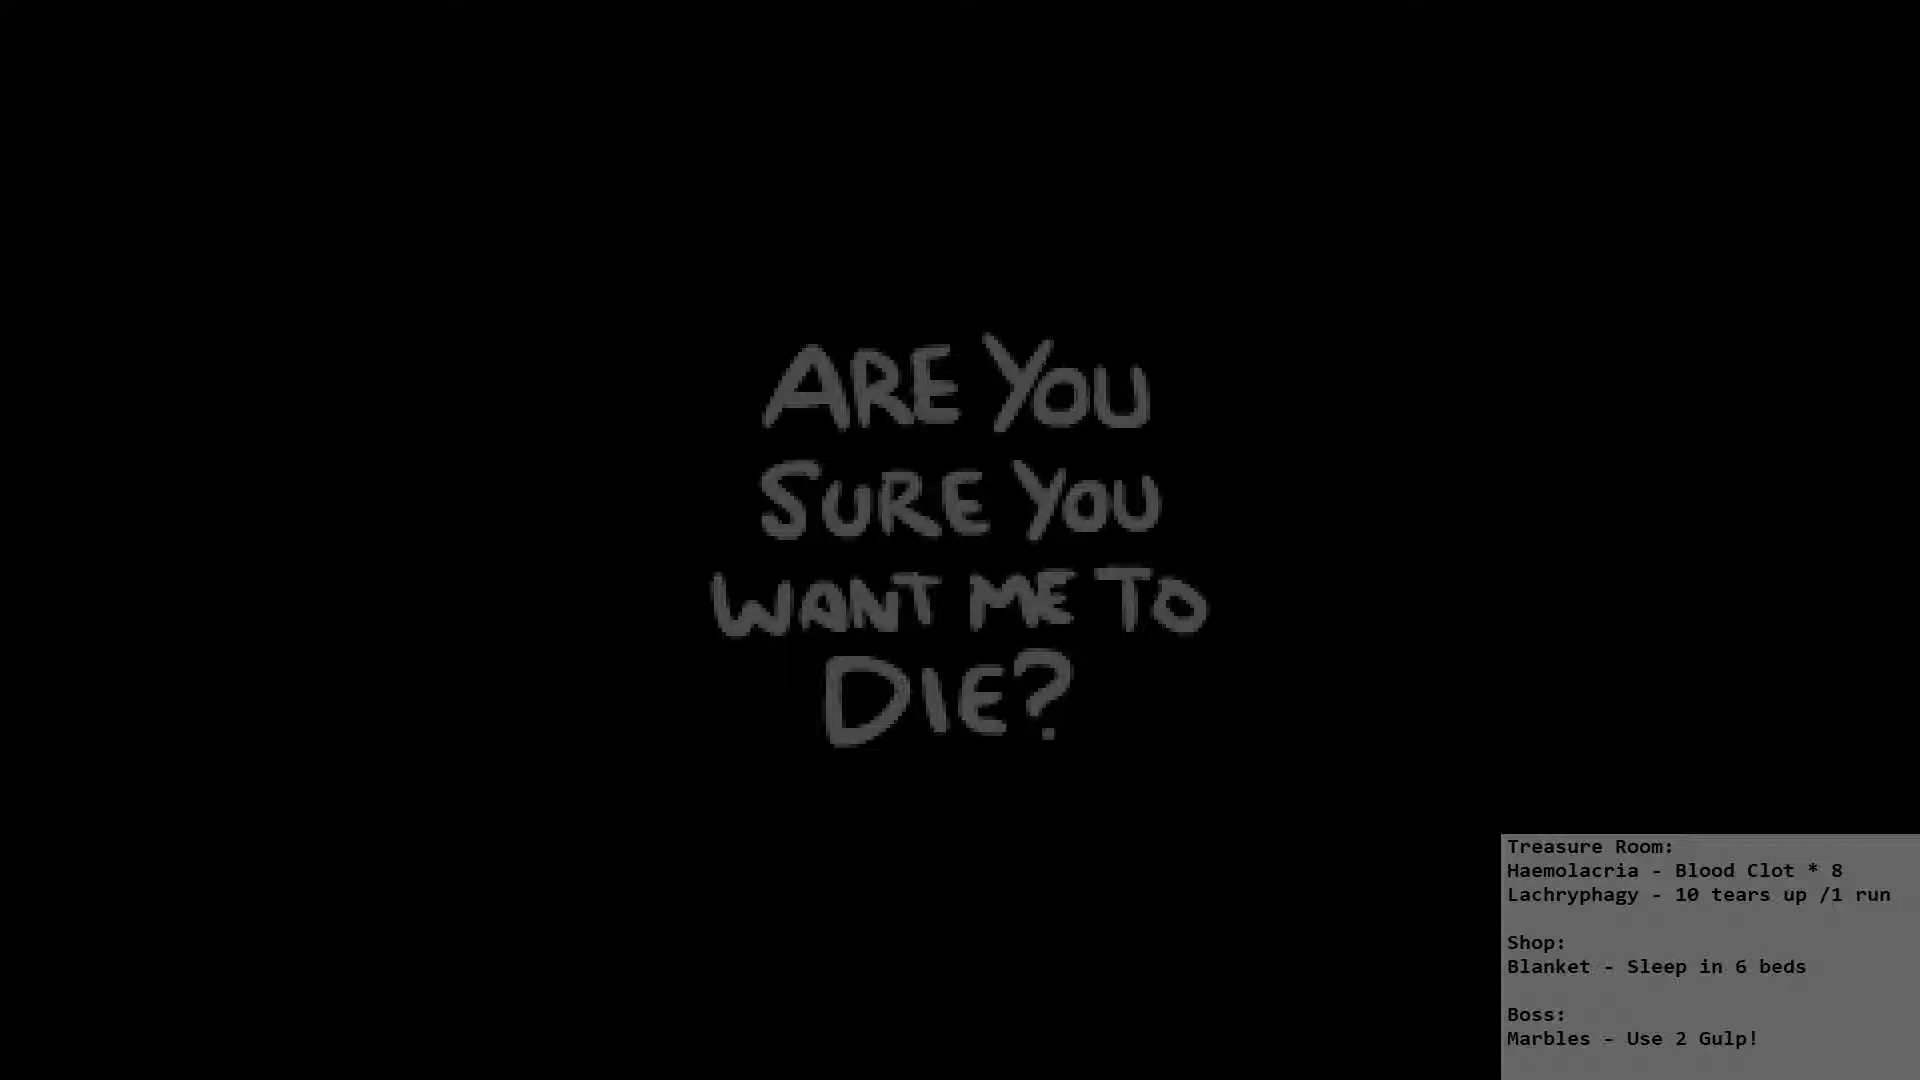 ARE YOU
SURE YOU
WANT ME TO
DIE?
Treasure Room:
Haemolacria - Blood Clot * 8
Lachryphagy - 10 tears up /1 run
Shop:
Blanket - Sleep in 6 beds
Boss:
Marbles - Use 2 Gulp!